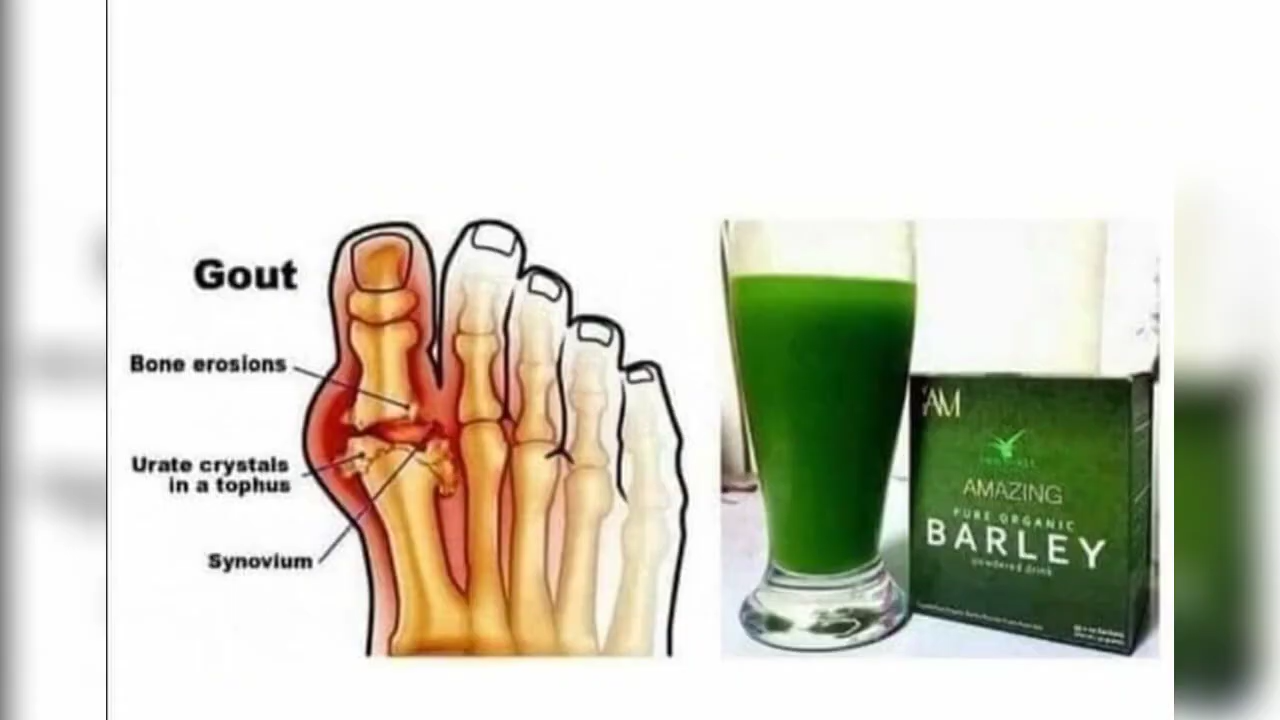 Gout
Bone erosions
Urate crystals
in a tophus
Synovium
AM
AMAZING
PURE ORGANIC
BARLEY
powdered drink